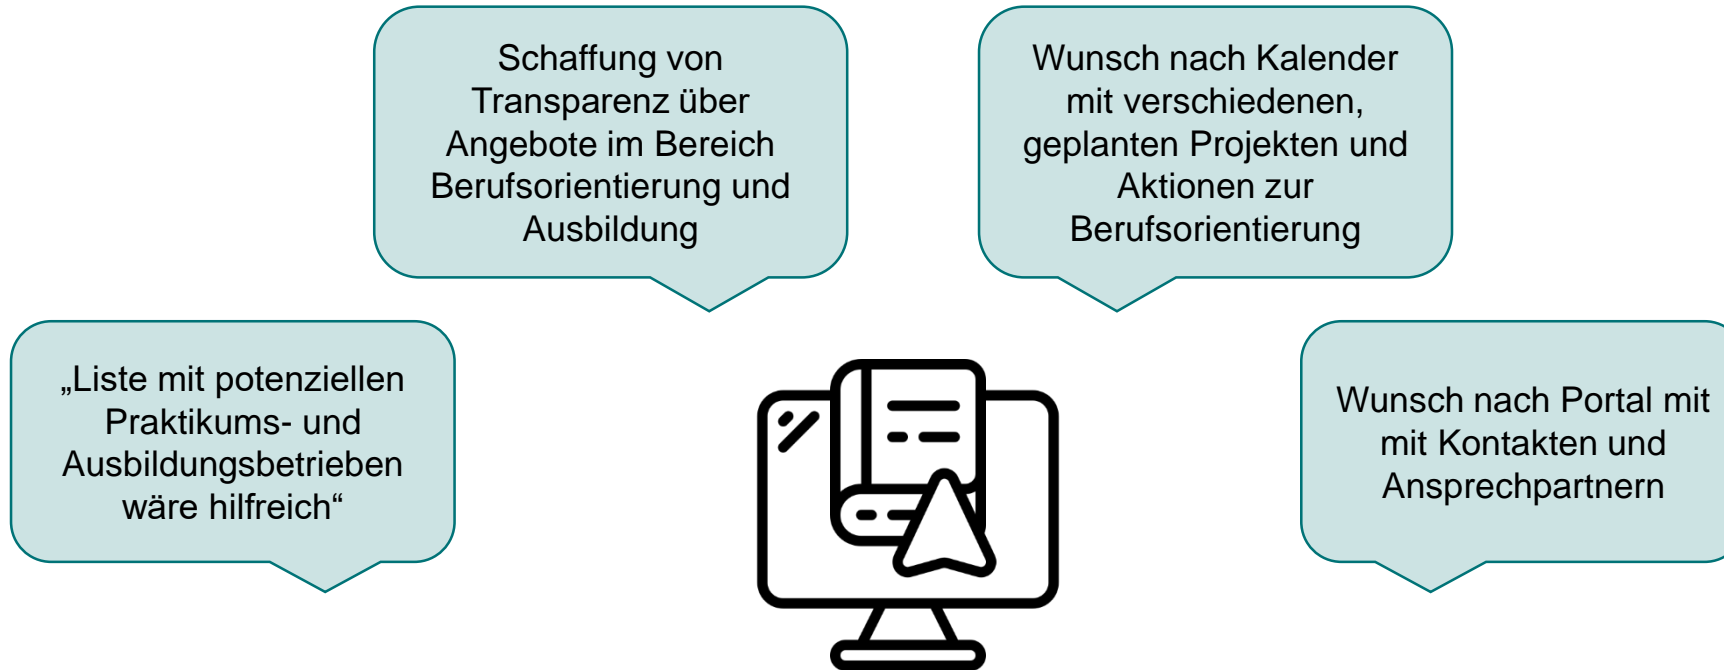 Schaffung von
Transparenz über
Angebote im Bereich
Berufsorientierung und
Ausbildung
Wunsch nach Kalender
mit verschiedenen,
geplanten Projekten und
Aktionen zur
Berufsorientierung
„Liste mit potenziellen
Praktikums- und
Ausbildungsbetrieben
wäre hilfreich“
Wunsch nach Portal mit
mit Kontakten und
Ansprechpartnern